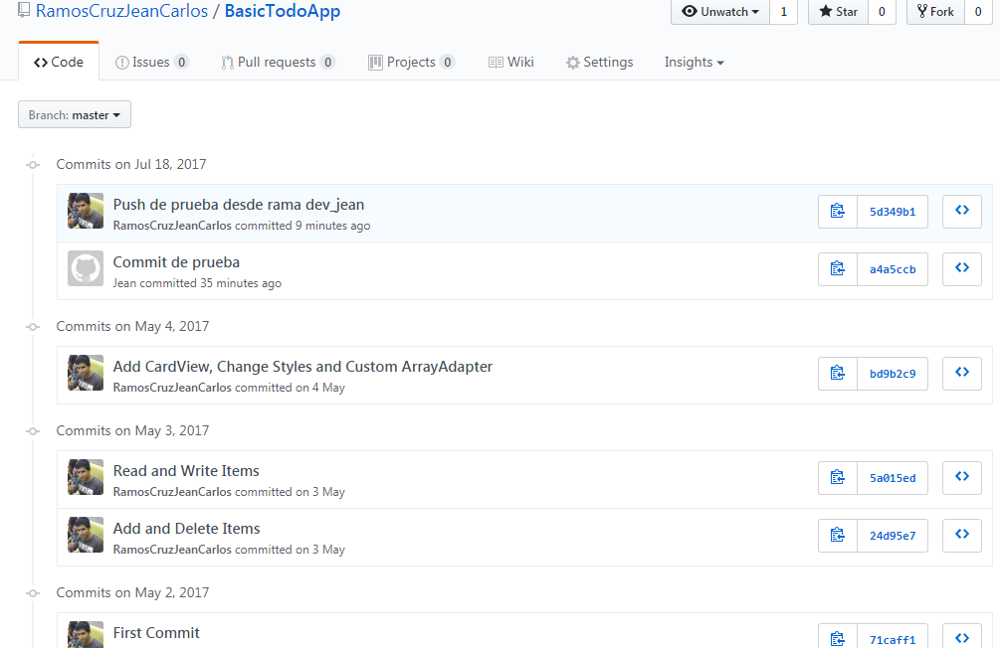 RamosCruzJeanCarlos / BasicTodoApp
Unwatch 1 Star 0 Fork 0
Code Issues 0 Pull requests 0 Projects 0 Wiki Settings Insights
Branch: master
Commits on Jul 18, 2017
Push de prueba desde rama dev_jean
5d349b1
RamosCruzJeanCarlos committed 9 minutes ago
Commit de prueba
a4a5ccb
Jean committed 35 minutes ago
Commits on May 4, 2017
Add CardView, Change Styles and Custom ArrayAdapter
bd9b2c9
RamosCruzJeanCarlos committed on 4 May
Commits on May 3, 2017
Read and Write Items
5a015ed
RamosCruzJeanCarlos committed on 3 May
Add and Delete Items
24d95e7
RamosCruzJeanCarlos committed on 3 May
Commits on May 2, 2017
First Commit
71caff1